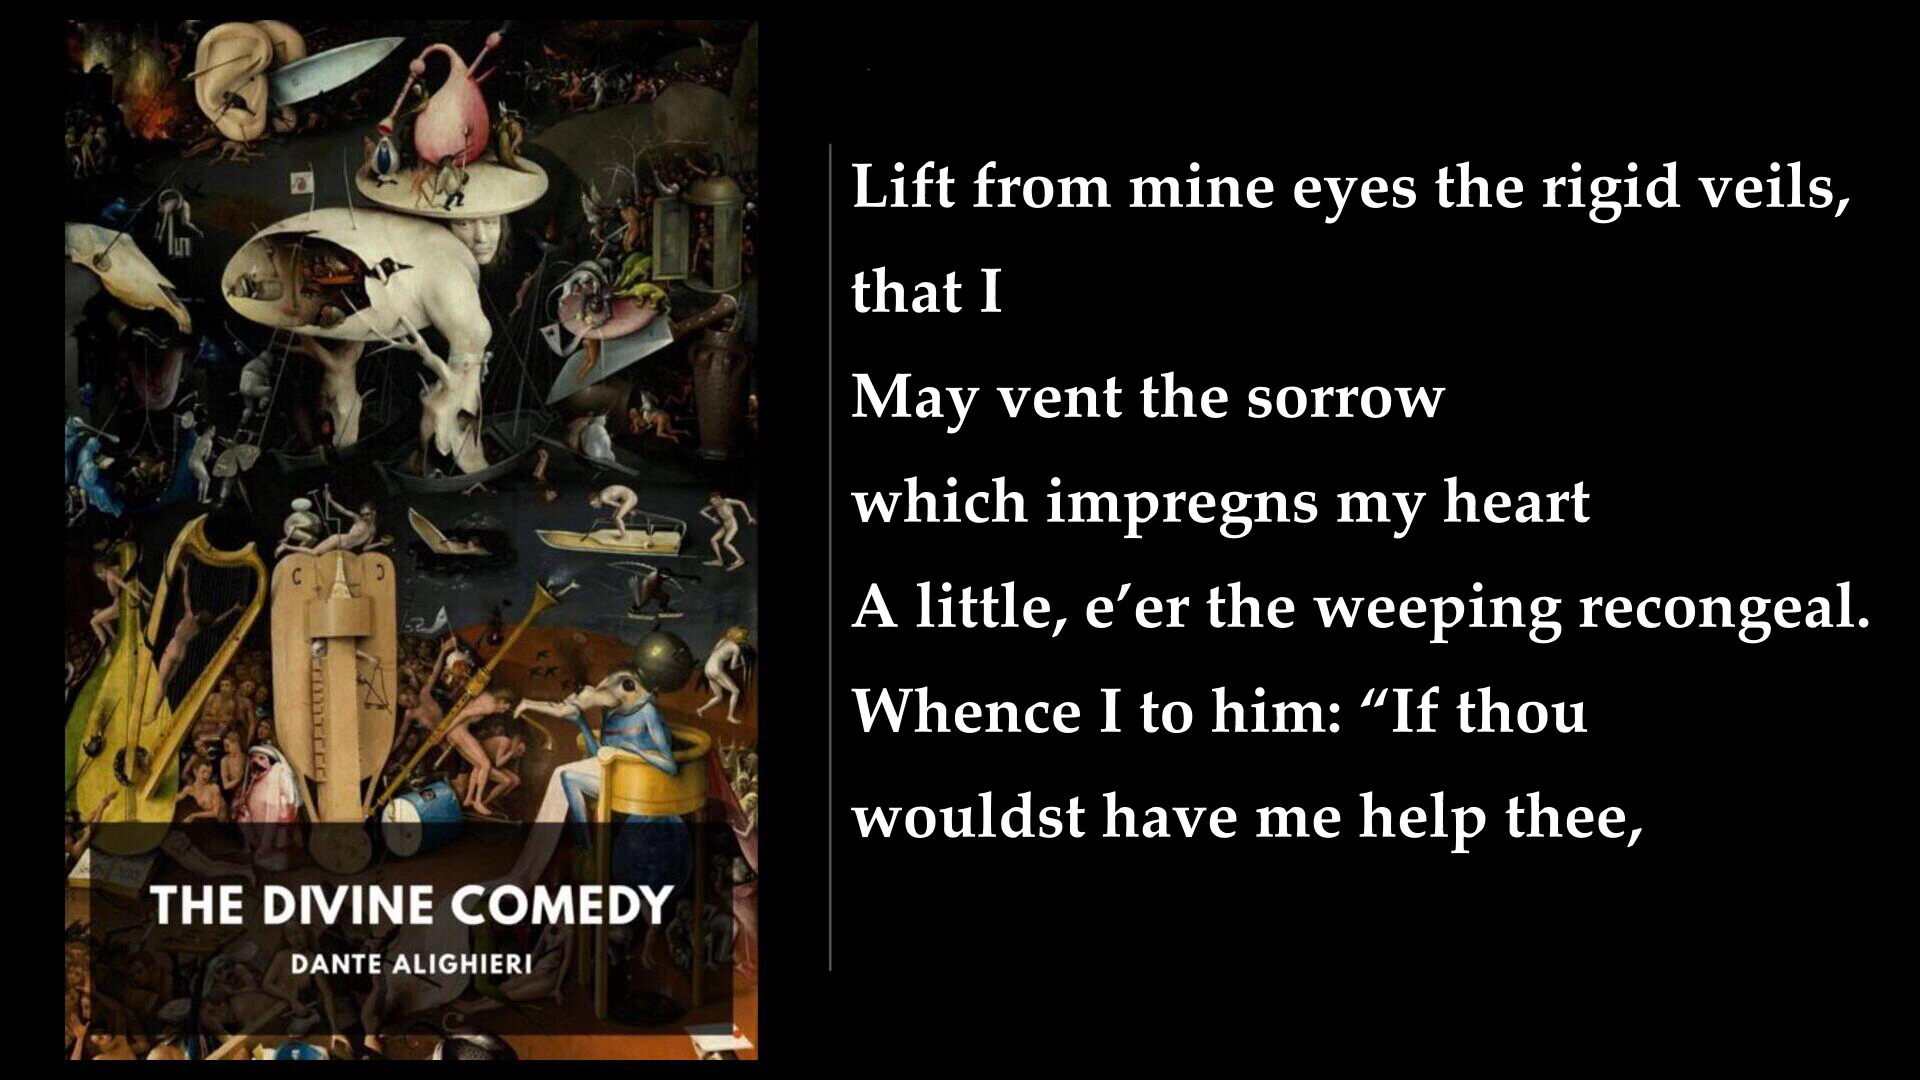 Lift from mine eyes the rigid veils,
that I
May vent the sorrow
which impregns my heart
A little, e’er the weeping recongeal.
Whence I to him: “If thou
wouldst have me help thee,
THE DIVINE COMEDY
DANTE ALIGHIERI